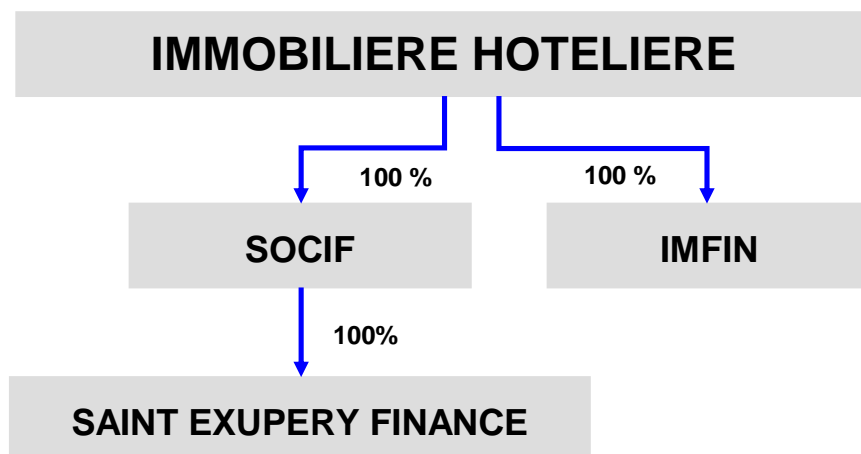 IMMOBILIERE HOTELIERE
100 %
100 %
SOCIF
IMFIN
100%
SAINT EXUPERY FINANCE